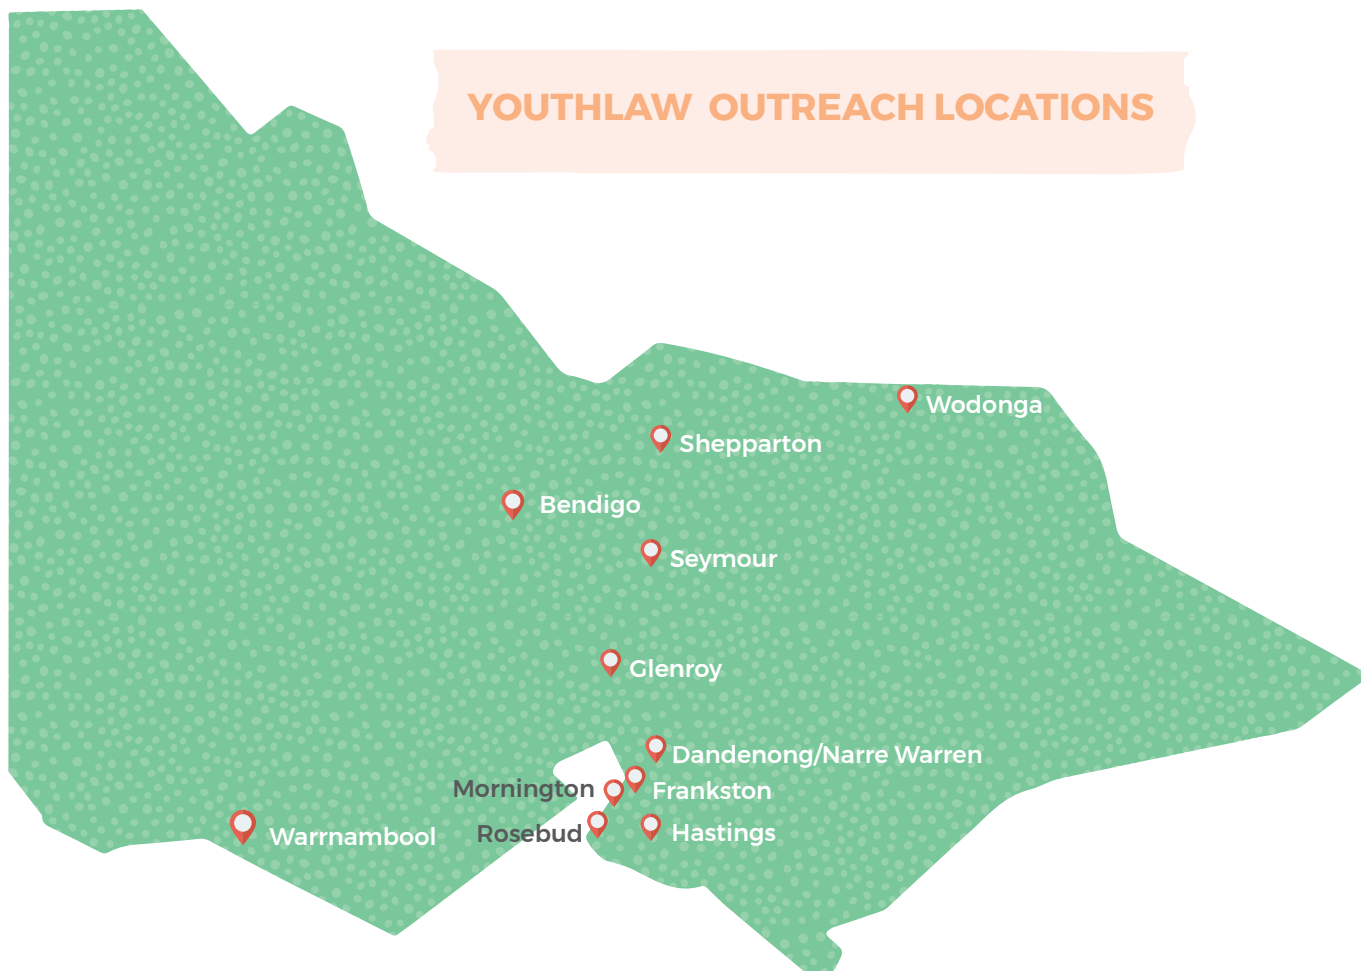 YOUTHLAW  OUTREACH LOCATIONS
Wodonga
Shepparton
Bendigo
Seymour
Glenroy
Dandenong/Narre Warren
Mornington
Frankston
Rosebud
Hastings
Warrnambool